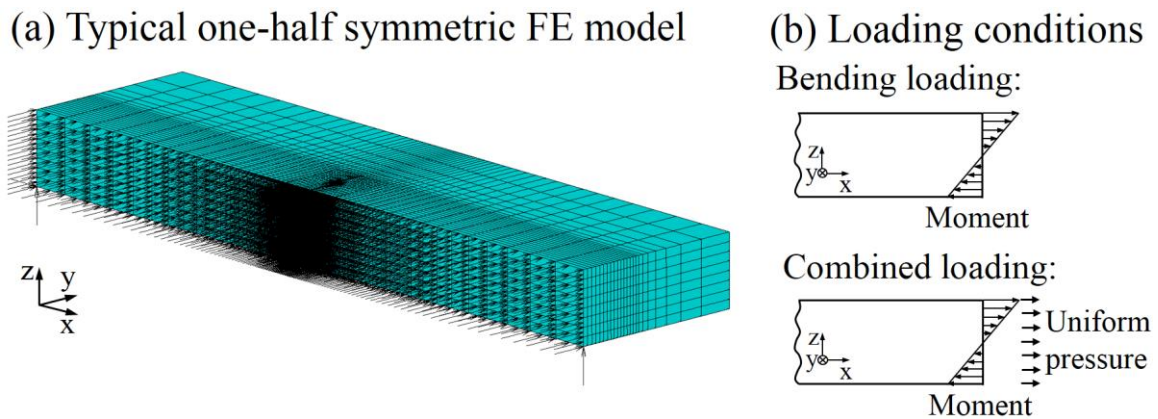 (a) Typical one-half symmetric FE model
z
y
x
(b) Loading conditions
Bending loading:
z
y x
Moment
Combined loading:
z
y x
Uniform
pressure
Moment